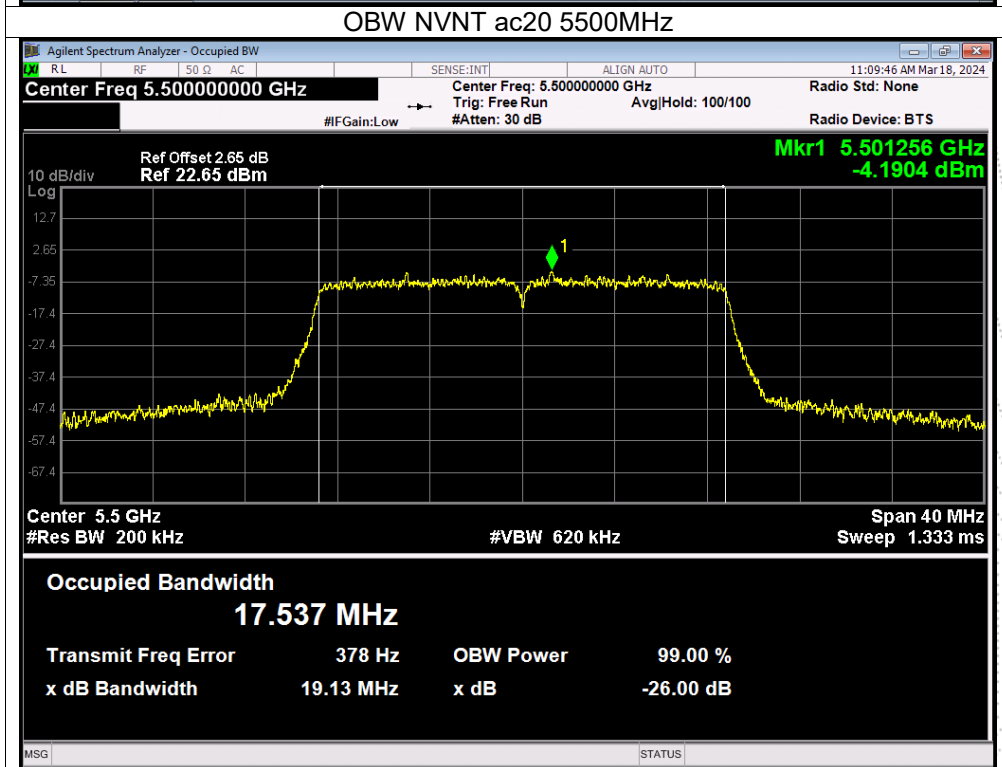 OBW NVNT ac20 5500MHz
Agilent Spectrum Analyzer - Occupied BW
LXI RL RF 50 Ω AC SENSE:INT ALIGN AUTO 11:09:46 AM Mar 18, 2024
Center Freq 5.500000000 GHz Center Freq: 5.500000000 GHz Radio Std: None
Trig: Free Run Avg|Hold: 100/100
#IFGain:Low #Atten: 30 dB Radio Device: BTS
Mkr1 5.501256 GHz
-4.1904 dBm
Ref Offset 2.65 dB
10 dB/div Ref 22.65 dBm
Log
12.7
2.65
1
-7.35
-17.4
-27.4
-37.4
-47.4
-57.4
-67.4
Center 5.5 GHz Span 40 MHz
#Res BW 200 kHz #VBW 620 kHz Sweep 1.333 ms
Occupied Bandwidth
17.537 MHz
Transmit Freq Error 378 Hz OBW Power 99.00 %
x dB Bandwidth 19.13 MHz x dB -26.00 dB
MSG STATUS